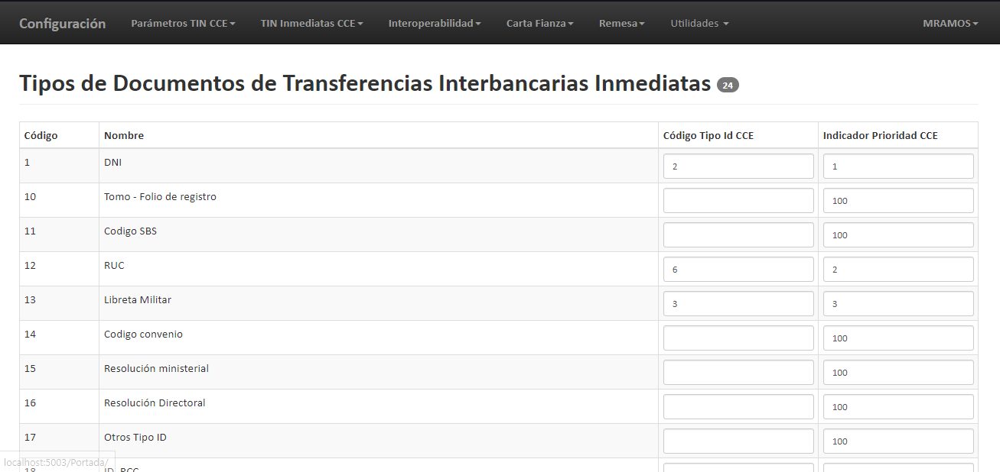 Configuración Parámetros TIN CCE TIN Inmediatas CCE Interoperabilidad Carta Fianza Remesa Utilidades MRAMOS
Tipos de Documentos de Transferencias Interbancarias Inmediatas 24
Código Nombre Código Tipo Id CCE Indicador Prioridad CCE
1 DNI 2 1
10 Tomo - Folio de registro 100
11 Codigo SBS 100
12 RUC 6 2
13 Libreta Militar 3 3
14 Codigo convenio 100
15 Resolución ministerial 100
16 Resolución Directoral 100
17 Otros Tipo ID 100
localhost:5003/Portada/
18